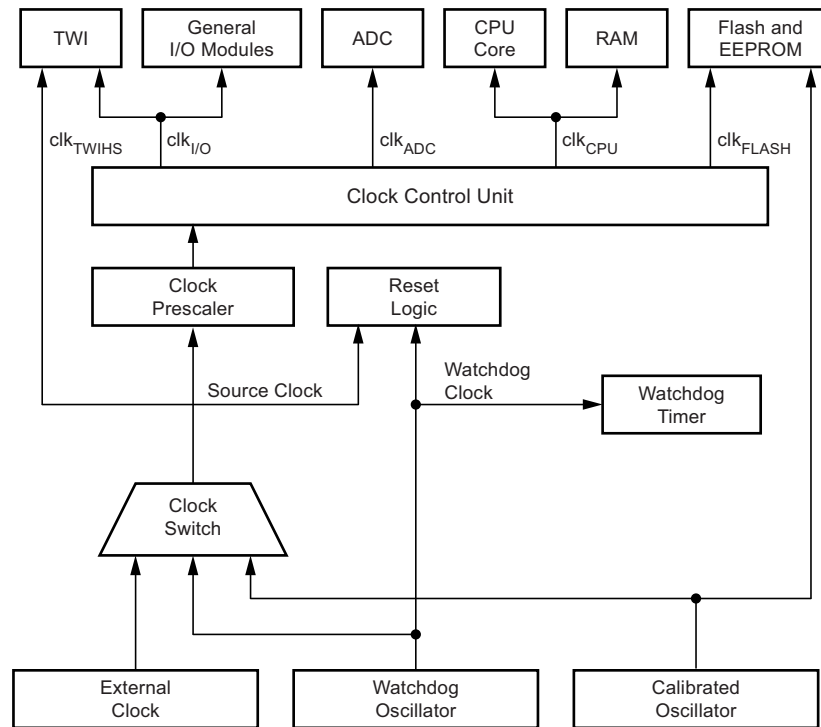 TWI
General
I/O Modules
ADC
CPU
Core
RAM
Flash and
EEPROM
clkTWIHS
clkI/O
clkADC
clkCPU
clkFLASH
Clock Control Unit
Clock
Prescaler
Reset
Logic
Source Clock
Watchdog
Clock
Watchdog
Timer
Clock
Switch
External
Clock
Watchdog
Oscillator
Calibrated
Oscillator